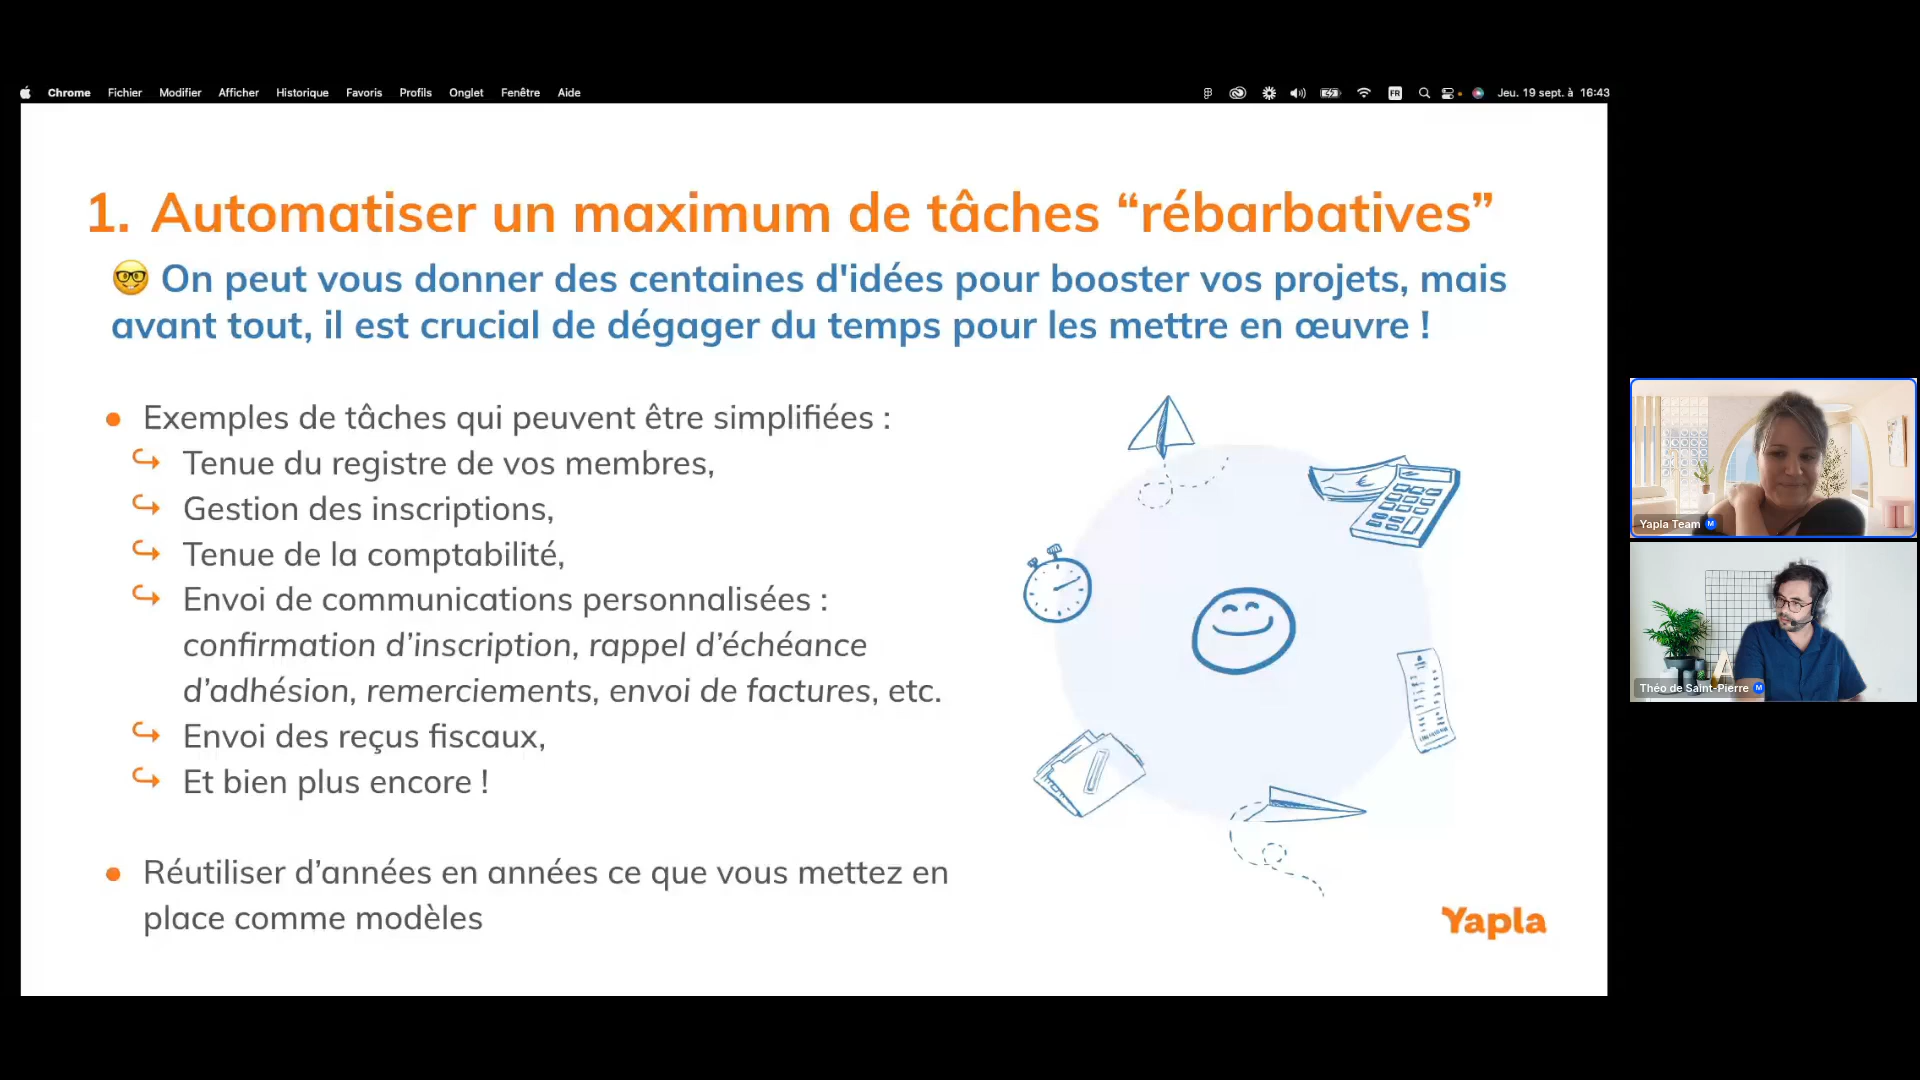 Chrome Fichier Modifier Afficher Historique Favoris Profils Onglet Fenêtre Aide FR Jeu. 19 sept. à 16:43
1. Automatiser un maximum de tâches “rébarbatives”
🤓 On peut vous donner des centaines d'idées pour booster vos projets, mais
avant tout, il est crucial de dégager du temps pour les mettre en œuvre !
● Exemples de tâches qui peuvent être simplifiées :
↪ Tenue du registre de vos membres,
↪ Gestion des inscriptions,
↪ Tenue de la comptabilité,
↪ Envoi de communications personnalisées :
confirmation d’inscription, rappel d’échéance
d’adhésion, remerciements, envoi de factures, etc.
↪ Envoi des reçus fiscaux,
↪ Et bien plus encore !
● Réutiliser d’années en années ce que vous mettez en
place comme modèles
Yapla
Yapla Team M
Théo de Saint-Pierre M